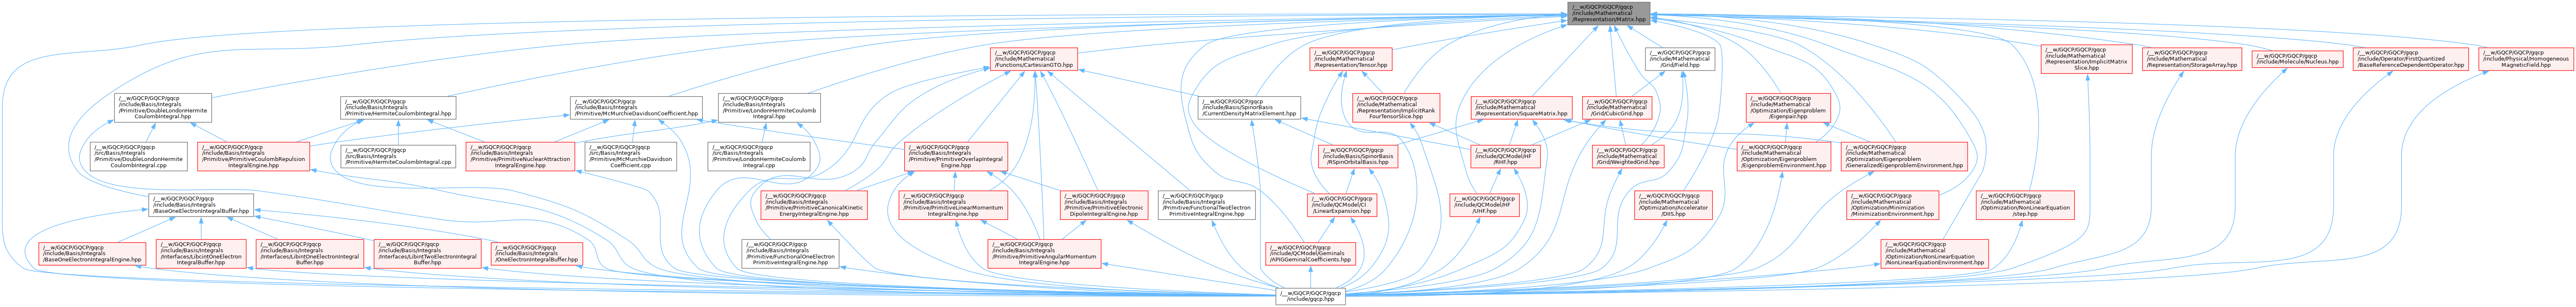 /__w/GQCP/GQCP/gqcp
/include/Mathematical
/Representation/Matrix.hpp
/__w/GQCP/GQCP/gqcp
/include/Mathematical
/Functions/CartesianGTO.hpp
/__w/GQCP/GQCP/gqcp
/include/Mathematical
/Representation/Tensor.hpp
/__w/GQCP/GQCP/gqcp
/include/Mathematical
/Grid/Field.hpp
/__w/GQCP/GQCP/gqcp
/include/Mathematical
/Representation/ImplicitMatrix
Slice.hpp
/__w/GQCP/GQCP/gqcp
/include/Mathematical
/Representation/StorageArray.hpp
/__w/GQCP/GQCP/gqcp
/include/Molecule/Nucleus.hpp
/__w/GQCP/GQCP/gqcp
/include/Operator/FirstQuantized
/BaseReferenceDependentOperator.hpp
/__w/GQCP/GQCP/gqcp
/include/Physical/Homogeneous
MagneticField.hpp
/__w/GQCP/GQCP/gqcp
/include/Basis/Integrals
/Primitive/DoubleLondonHermite
CoulombIntegral.hpp
/__w/GQCP/GQCP/gqcp
/include/Basis/Integrals
/Primitive/HermiteCoulombIntegral.hpp
/__w/GQCP/GQCP/gqcp
/include/Basis/Integrals
/Primitive/McMurchieDavidsonCoefficient.hpp
/__w/GQCP/GQCP/gqcp
/include/Basis/Integrals
/Primitive/LondonHermiteCoulomb
Integral.hpp
/__w/GQCP/GQCP/gqcp
/include/Basis/SpinorBasis
/CurrentDensityMatrixElement.hpp
/__w/GQCP/GQCP/gqcp
/include/Mathematical
/Representation/ImplicitRank
FourTensorSlice.hpp
/__w/GQCP/GQCP/gqcp
/include/Mathematical
/Representation/SquareMatrix.hpp
/__w/GQCP/GQCP/gqcp
/include/Mathematical
/Grid/CubicGrid.hpp
/__w/GQCP/GQCP/gqcp
/include/Mathematical
/Optimization/Eigenproblem
/Eigenpair.hpp
/__w/GQCP/GQCP/gqcp
/src/Basis/Integrals
/Primitive/DoubleLondonHermite
CoulombIntegral.cpp
/__w/GQCP/GQCP/gqcp
/include/Basis/Integrals
/Primitive/PrimitiveCoulombRepulsion
IntegralEngine.hpp
/__w/GQCP/GQCP/gqcp
/src/Basis/Integrals
/Primitive/HermiteCoulombIntegral.cpp
/__w/GQCP/GQCP/gqcp
/include/Basis/Integrals
/Primitive/PrimitiveNuclearAttraction
IntegralEngine.hpp
/__w/GQCP/GQCP/gqcp
/src/Basis/Integrals
/Primitive/McMurchieDavidson
Coefficient.cpp
/__w/GQCP/GQCP/gqcp
/src/Basis/Integrals
/Primitive/LondonHermiteCoulomb
Integral.cpp
/__w/GQCP/GQCP/gqcp
/include/Basis/Integrals
/Primitive/PrimitiveOverlapIntegral
Engine.hpp
/__w/GQCP/GQCP/gqcp
/include/Basis/SpinorBasis
/RSpinOrbitalBasis.hpp
/__w/GQCP/GQCP/gqcp
/include/QCModel/HF
/RHF.hpp
/__w/GQCP/GQCP/gqcp
/include/Mathematical
/Grid/WeightedGrid.hpp
/__w/GQCP/GQCP/gqcp
/include/Mathematical
/Optimization/Eigenproblem
/EigenproblemEnvironment.hpp
/__w/GQCP/GQCP/gqcp
/include/Mathematical
/Optimization/Eigenproblem
/GeneralizedEigenproblemEnvironment.hpp
/__w/GQCP/GQCP/gqcp
/include/Basis/Integrals
/BaseOneElectronIntegralBuffer.hpp
/__w/GQCP/GQCP/gqcp
/include/Basis/Integrals
/Primitive/PrimitiveCanonicalKinetic
EnergyIntegralEngine.hpp
/__w/GQCP/GQCP/gqcp
/include/Basis/Integrals
/Primitive/PrimitiveLinearMomentum
IntegralEngine.hpp
/__w/GQCP/GQCP/gqcp
/include/Basis/Integrals
/Primitive/PrimitiveElectronic
DipoleIntegralEngine.hpp
/__w/GQCP/GQCP/gqcp
/include/Basis/Integrals
/Primitive/FunctionalTwoElectron
PrimitiveIntegralEngine.hpp
/__w/GQCP/GQCP/gqcp
/include/QCModel/CI
/LinearExpansion.hpp
/__w/GQCP/GQCP/gqcp
/include/QCModel/HF
/UHF.hpp
/__w/GQCP/GQCP/gqcp
/include/Mathematical
/Optimization/Accelerator
/DIIS.hpp
/__w/GQCP/GQCP/gqcp
/include/Mathematical
/Optimization/Minimization
/MinimizationEnvironment.hpp
/__w/GQCP/GQCP/gqcp
/include/Mathematical
/Optimization/NonLinearEquation
/step.hpp
/__w/GQCP/GQCP/gqcp
/include/Basis/Integrals
/BaseOneElectronIntegralEngine.hpp
/__w/GQCP/GQCP/gqcp
/include/Basis/Integrals
/Interfaces/LibcintOneElectron
IntegralBuffer.hpp
/__w/GQCP/GQCP/gqcp
/include/Basis/Integrals
/Interfaces/LibintOneElectronIntegral
Buffer.hpp
/__w/GQCP/GQCP/gqcp
/include/Basis/Integrals
/Interfaces/LibintTwoElectronIntegral
Buffer.hpp
/__w/GQCP/GQCP/gqcp
/include/Basis/Integrals
/OneElectronIntegralBuffer.hpp
/__w/GQCP/GQCP/gqcp
/include/Basis/Integrals
/Primitive/FunctionalOneElectron
PrimitiveIntegralEngine.hpp
/__w/GQCP/GQCP/gqcp
/include/Basis/Integrals
/Primitive/PrimitiveAngularMomentum
IntegralEngine.hpp
/__w/GQCP/GQCP/gqcp
/include/QCModel/Geminals
/APIGGeminalCoefficients.hpp
/__w/GQCP/GQCP/gqcp
/include/Mathematical
/Optimization/NonLinearEquation
/NonLinearEquationEnvironment.hpp
/__w/GQCP/GQCP/gqcp
/include/gqcp.hpp